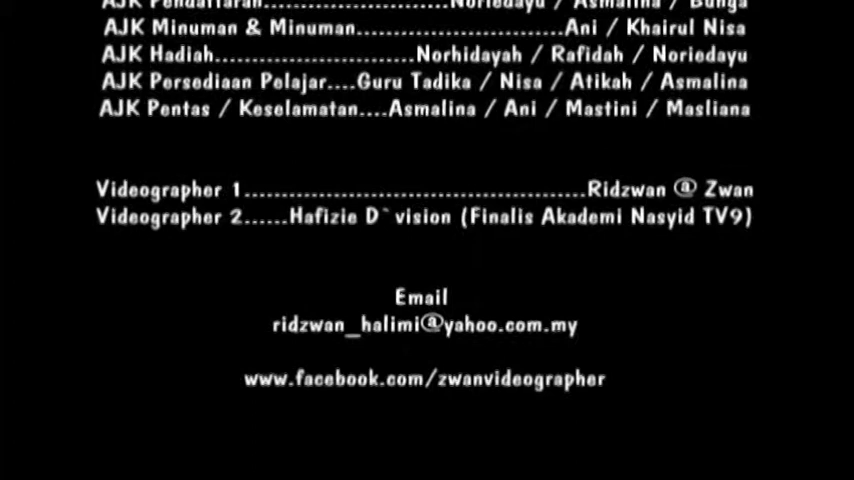 AJK Pendaftaran.........................Noriedayu / Asmalina / Bunga
AJK Minuman & Minuman............................Ani / Khairul Nisa
AJK Hadiah...........................Norhidayah / Rafidah / Noriedayu
AJK Persediaan Pelajar....Guru Tadika / Nisa / Atikah / Asmalina
AJK Pentas / Keselamatan....Asmalina / Ani / Mastini / Masliana
Videographer 1..............................................Ridzwan @ Zwan
Videographer 2......Hafizie D`vision (Finalis Akademi Nasyid TV9)
Email
ridzwan_halimi@yahoo.com.my
www.facebook.com/zwanvideographer